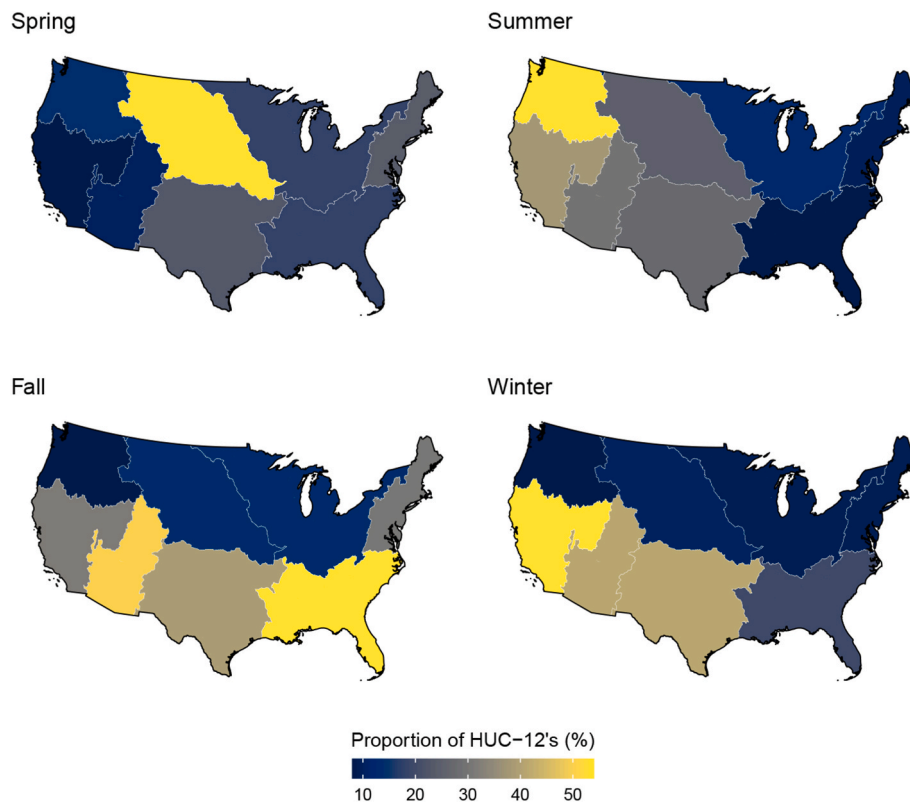 Spring
Summer
Fall
Winter
Proportion of HUC−12's (%)
10 20 30 40 50